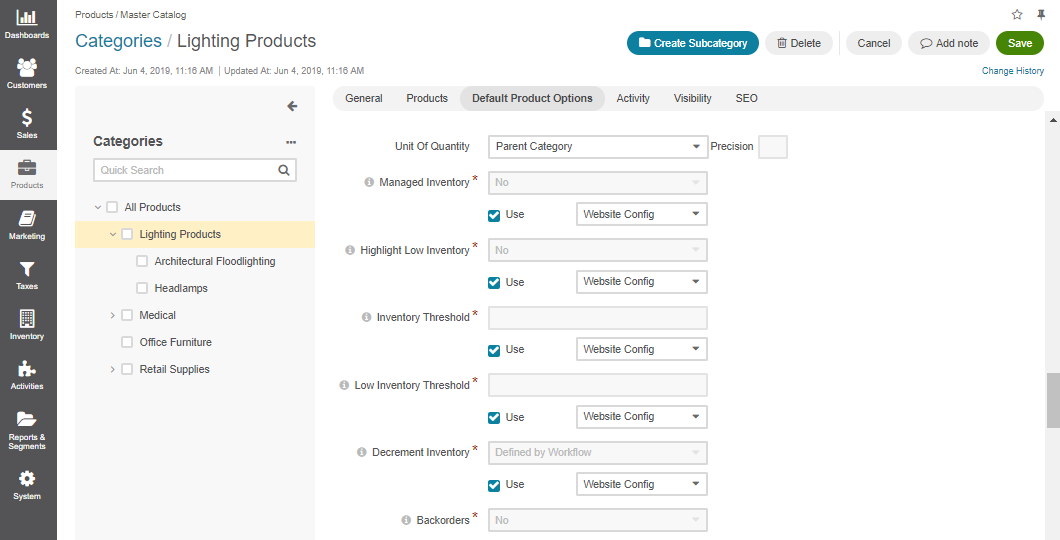 Dashboards
Customers
Sales
Products
Marketing
Taxes
Inventory
Activities
Reports &
Segments
System
Products / Master Catalog
Categories / Lighting Products
Create Subcategory
Delete
Cancel
Add note
Save
Created At: Jun 4, 2019, 11:16 AM | Updated At: Jun 4, 2019, 11:16 AM
Change History
Categories
...
Quick Search
All Products
Lighting Products
Architectural Floodlighting
Headlamps
Medical
Office Furniture
Retail Supplies
General
Products
Default Product Options
Activity
Visibility
SEO
Unit Of Quantity
Parent Category
Precision
Managed Inventory *
No
Use
Website Config
Highlight Low Inventory *
No
Use
Website Config
Inventory Threshold *
Use
Website Config
Low Inventory Threshold *
Use
Website Config
Decrement Inventory *
Defined by Workflow
Use
Website Config
Backorders *
No